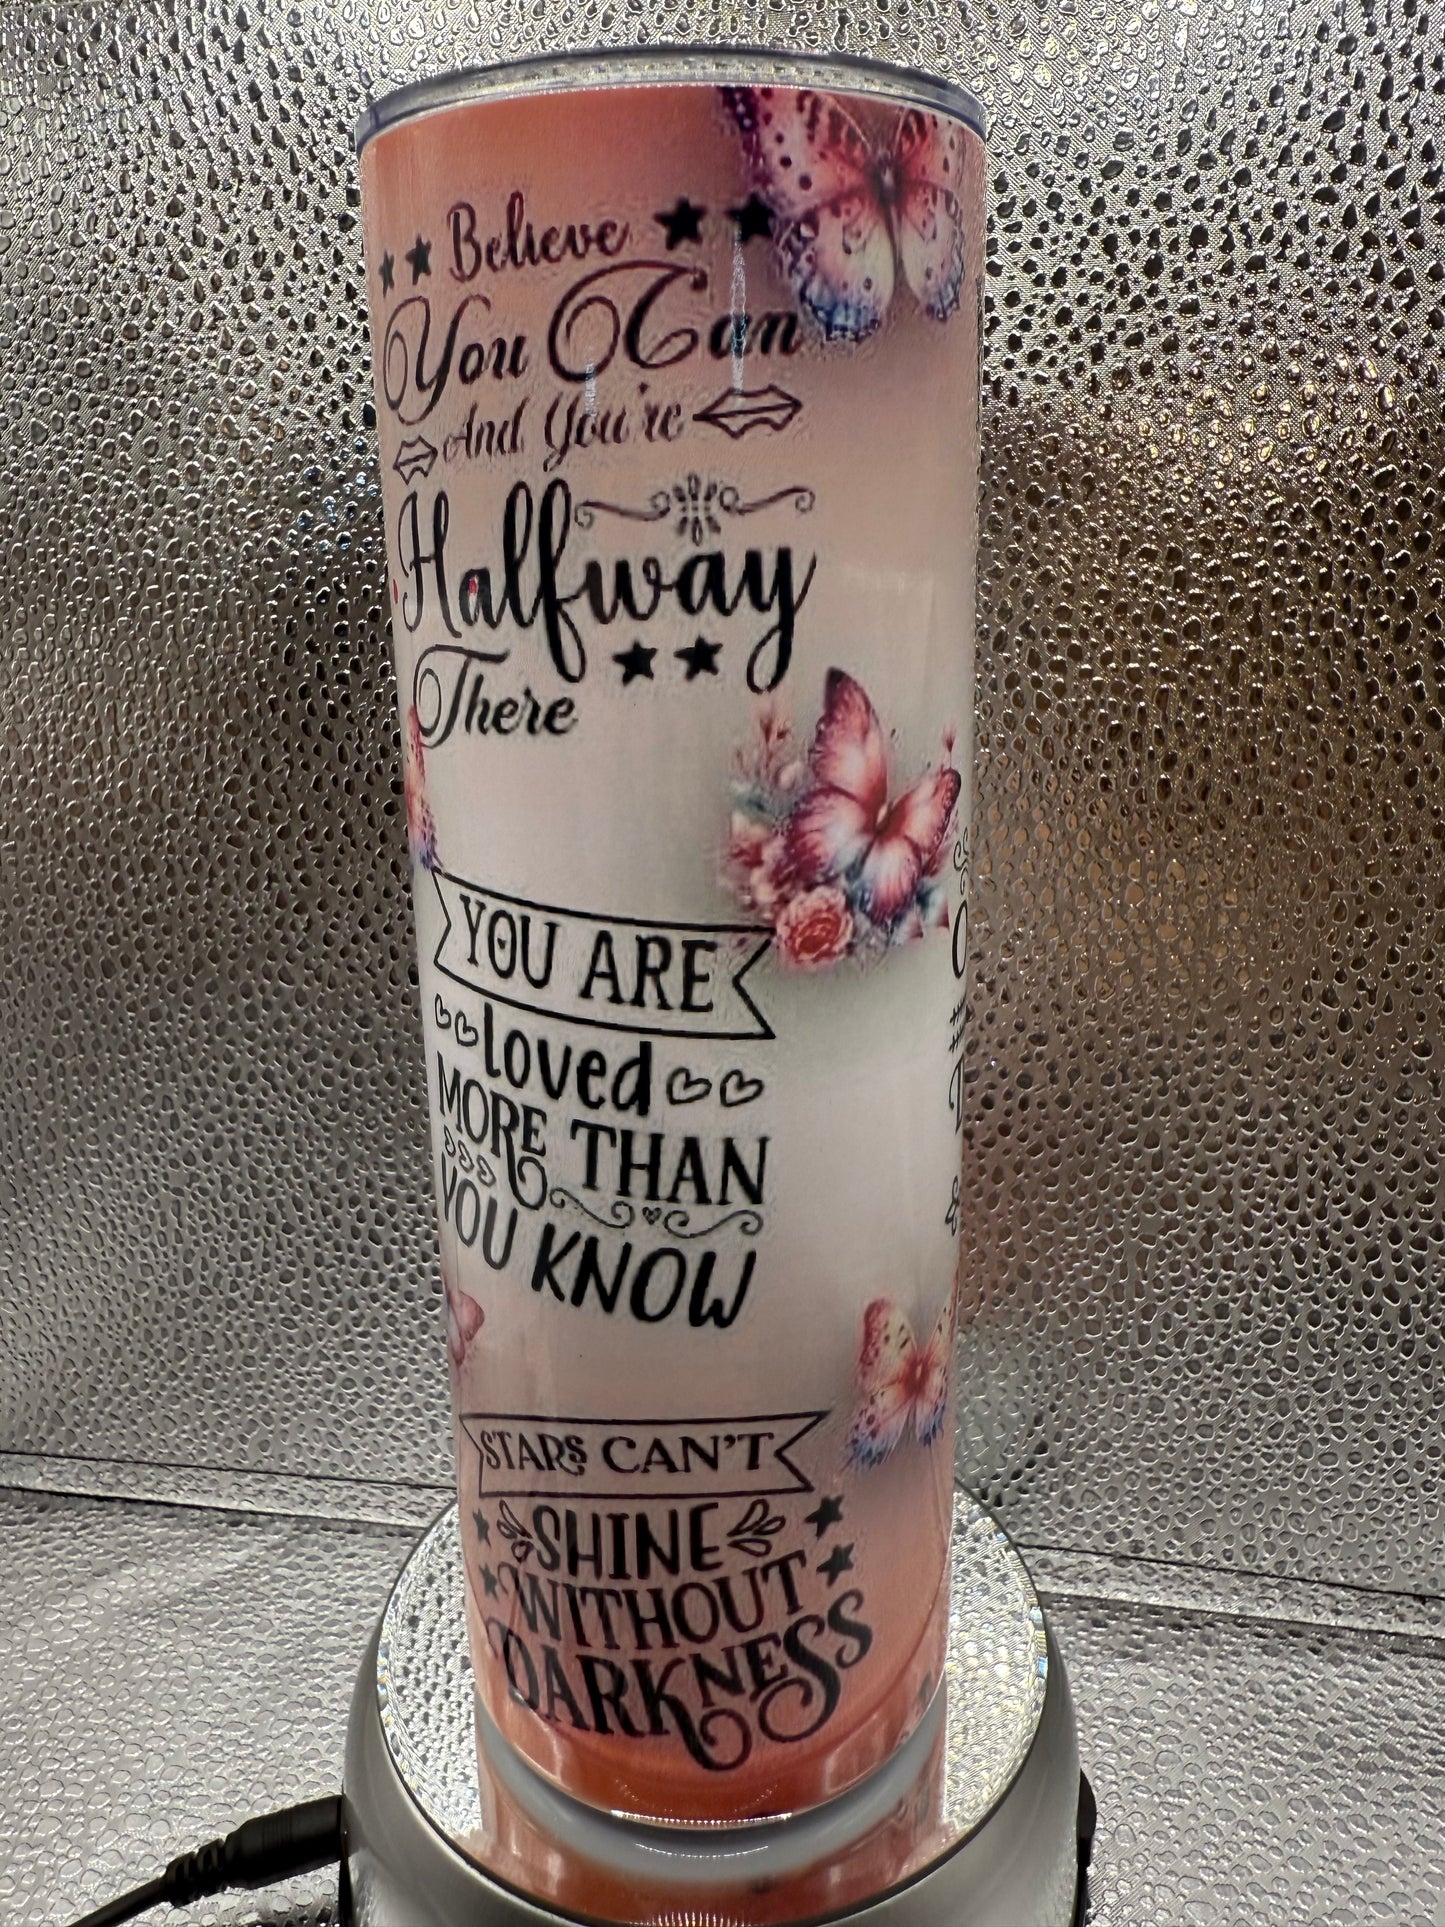 Believe
You Can
And You're
Halfway
There
YOU ARE
loved
MORE THAN
YOU KNOW
STARS CAN'T
SHINE
WITHOUT
DARKNESS